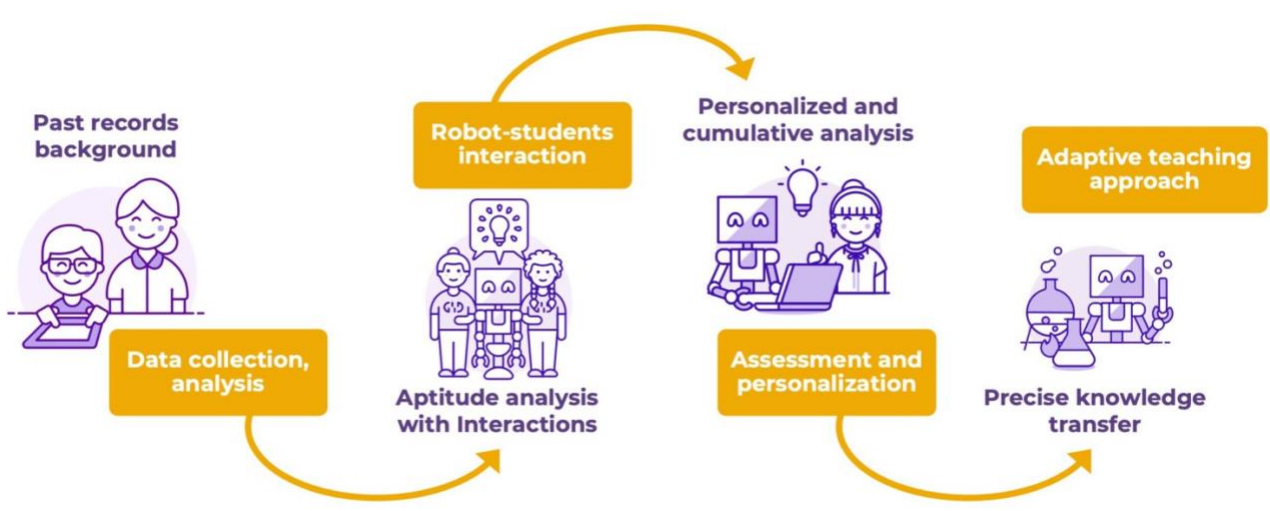 Past records
background
Data collection,
analysis
Robot-students
interaction
Aptitude analysis
with Interactions
Personalized and
cumulative analysis
Assessment and
personalization
Adaptive teaching
approach
Precise knowledge
transfer